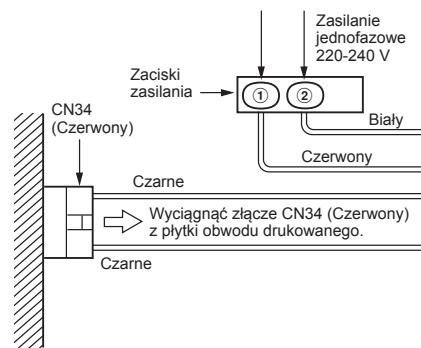 Zasilanie
jednofazowe
220-240 V
Zaciski
zasilania
① ②
CN34
(Czerwony)
Biały
Czerwony
Czarne
Wyciągnąć złącze CN34 (Czerwony)
z płytki obwodu drukowanego.
Czarne